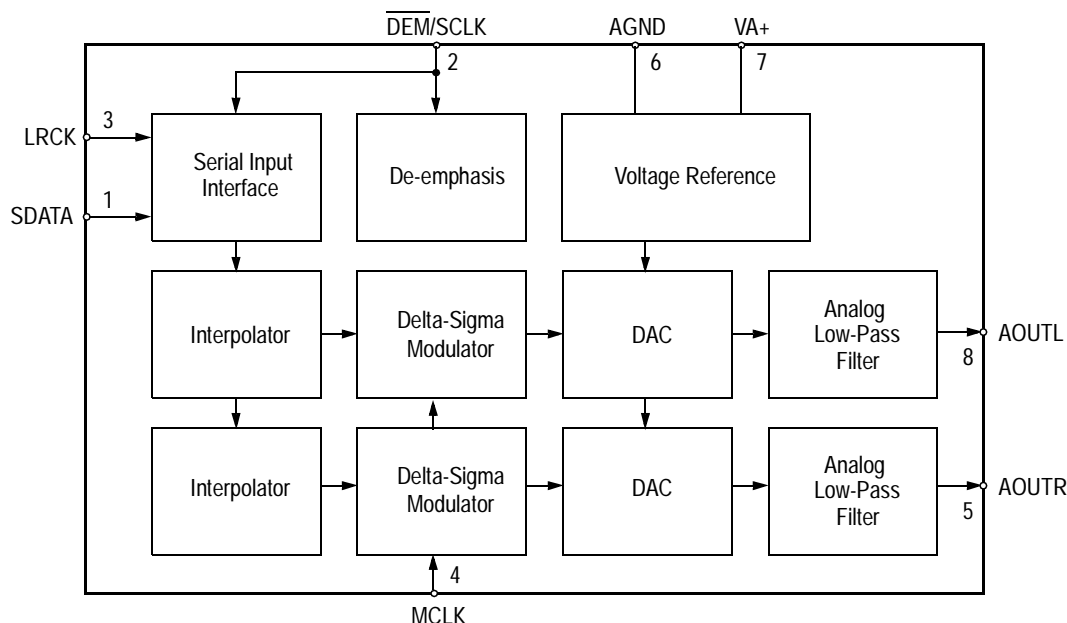 DEM/SCLK
AGND
VA+
2
6
7
LRCK
3
SDATA
1
Serial Input
Interface
De-emphasis
Voltage Reference
Interpolator
Delta-Sigma
Modulator
DAC
Analog
Low-Pass
Filter
8
AOUTL
Interpolator
Delta-Sigma
Modulator
DAC
Analog
Low-Pass
Filter
5
AOUTR
4
MCLK